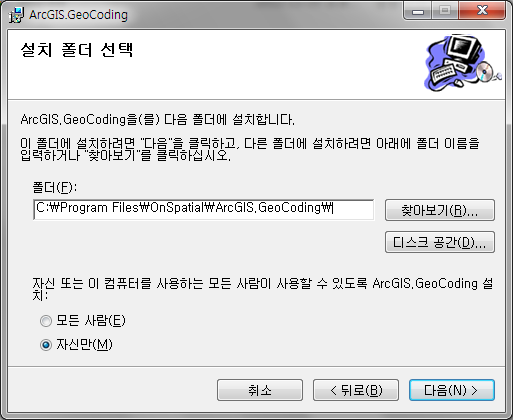 ArcGIS.GeoCoding
설치 폴더 선택
ArcGIS.GeoCoding을(를) 다음 폴더에 설치합니다.
이 폴더에 설치하려면 "다음"을 클릭하고, 다른 폴더에 설치하려면 아래에 폴더 이름을
입력하거나 "찾아보기"를 클릭하십시오.
폴더(F):
C:₩Program Files₩OnSpatial₩ArcGIS.GeoCoding₩
찾아보기(R)...
디스크 공간(D)...
자신 또는 이 컴퓨터를 사용하는 모든 사람이 사용할 수 있도록 ArcGIS.GeoCoding 설
치:
모든 사람(E)
자신만(M)
취소
< 뒤로(B)
다음(N) >